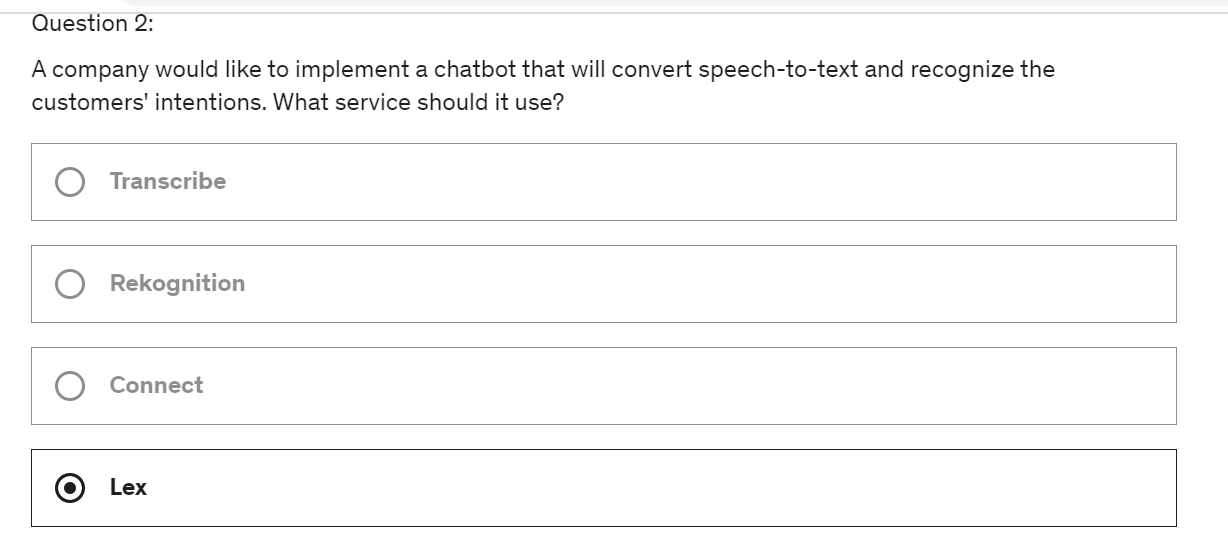 Question 2:
A company would like to implement a chatbot that will convert speech-to-text and recognize the
customers' intentions. What service should it use?
Transcribe
Rekognition
Connect
Lex